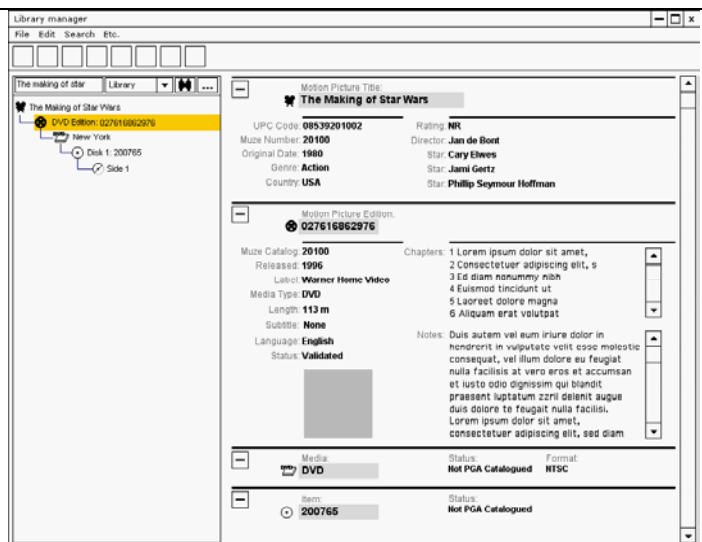 Library manager
File Edit Search Etc.
The making of star Library ...
The Making of Star Wars
DVD Edition: 027616862976
New York
Disk 1: 200765
Side 1
Motion Picture Title:
The Making of Star Wars
UPC Code: 08539201002
Muze Number: 20100
Original Date: 1980
Genre: Action
Country: USA
Rating: NR
Director: Jan de Bont
Star: Cary Elwes
Star: Jami Gertz
Star: Phillip Seymour Hoffman
Motion Picture Edition:
027616862976
Muze Catalog: 20100
Released: 1996
Label: Warner Home Video
Media Type: DVD
Length: 113 m
Subtitle: None
Language: English
Status: Validated
Chapters: 1 Lorem ipsum dolor sit amet,
2 Consectetuer adipiscing elit, s
3 Ed diam nonummy nibh
4 Euismod tincidunt ut
5 Laoreet dolore magna
6 Aliquam erat volutpat
Notes: Duis autem vel eum iriure dolor in
hendrerit in vulputate velit esse molestie
consequat, vel illum dolore eu feugiat
nulla facilisis at vero eros et accumsan
et iusto odio dignissim qui blandit
praesent luptatum zzril delenit augue
duis dolore te feugait nulla facilisi.
Lorem ipsum dolor sit amet,
consectetuer adipiscing elit, sed diam
Media:
DVD
Status:
Not PGA Catalogued
Format:
NTSC
Item:
200765
Status:
Not PGA Catalogued